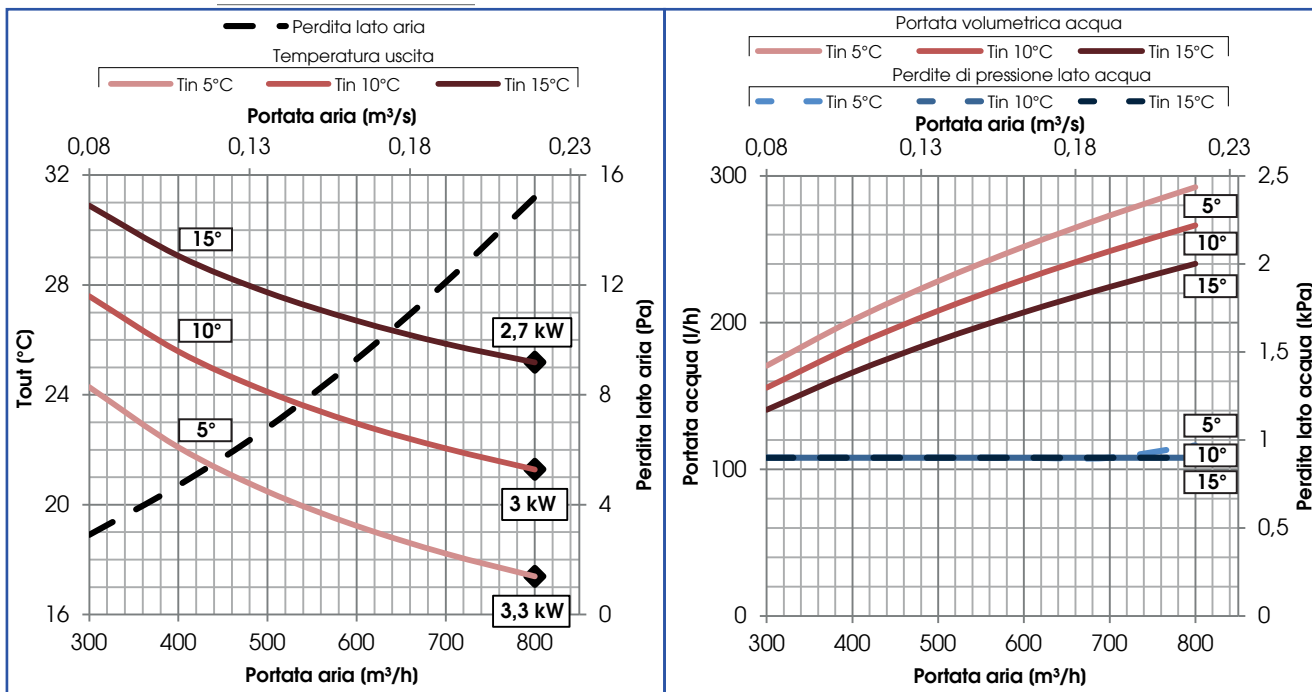 Perdita lato aria
Temperatura uscita
Tin 5°C Tin 10°C Tin 15°C
Portata aria (m³/s)
0,08 0,13 0,18 0,23
32 28 24 20 16
Tout (°C)
15°
10°
5°
2,7 kW
3 kW
3,3 kW
16 12 8 4 0
Perdita lato aria (Pa)
300 400 500 600 700 800
Portata aria (m³/h)
Portata volumetrica acqua
Tin 5°C Tin 10°C Tin 15°C
Perdite di pressione lato acqua
Tin 5°C Tin 10°C Tin 15°C
Portata aria (m³/s)
0,08 0,13 0,18 0,23
300 200 100 0
Portata acqua (l/h)
5°
10°
15°
5°
10°
15°
2,5 2 1,5 1 0,5 0
Perdita lato acqua (kPa)
300 400 500 600 700 800
Portata aria (m³/h)